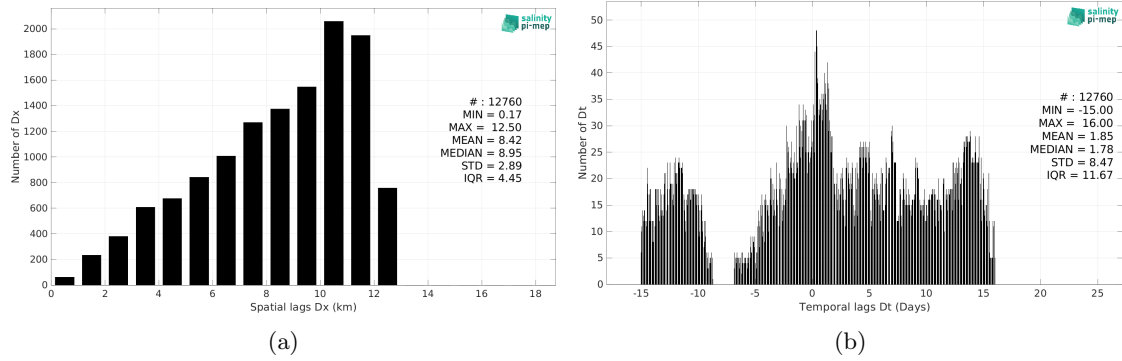 salinity
pi-mep
2000
1800
1600
1400
1200
1000
800
600
400
200
0
Number of Dx
# : 12760
MIN = 0.17
MAX = 12.50
MEAN = 8.42
MEDIAN = 8.95
STD = 2.89
IQR = 4.45
0 2 4 6 8 10 12 14 16 18
Spatial lags Dx (km)
(a)
salinity
pi-mep
50
45
40
35
30
25
20
15
10
5
0
Number of Dt
# : 12760
MIN = -15.00
MAX = 16.00
MEAN = 1.85
MEDIAN = 1.78
STD = 8.47
IQR = 11.67
-15 -10 -5 0 5 10 15 20 25
Temporal lags Dt (Days)
(b)